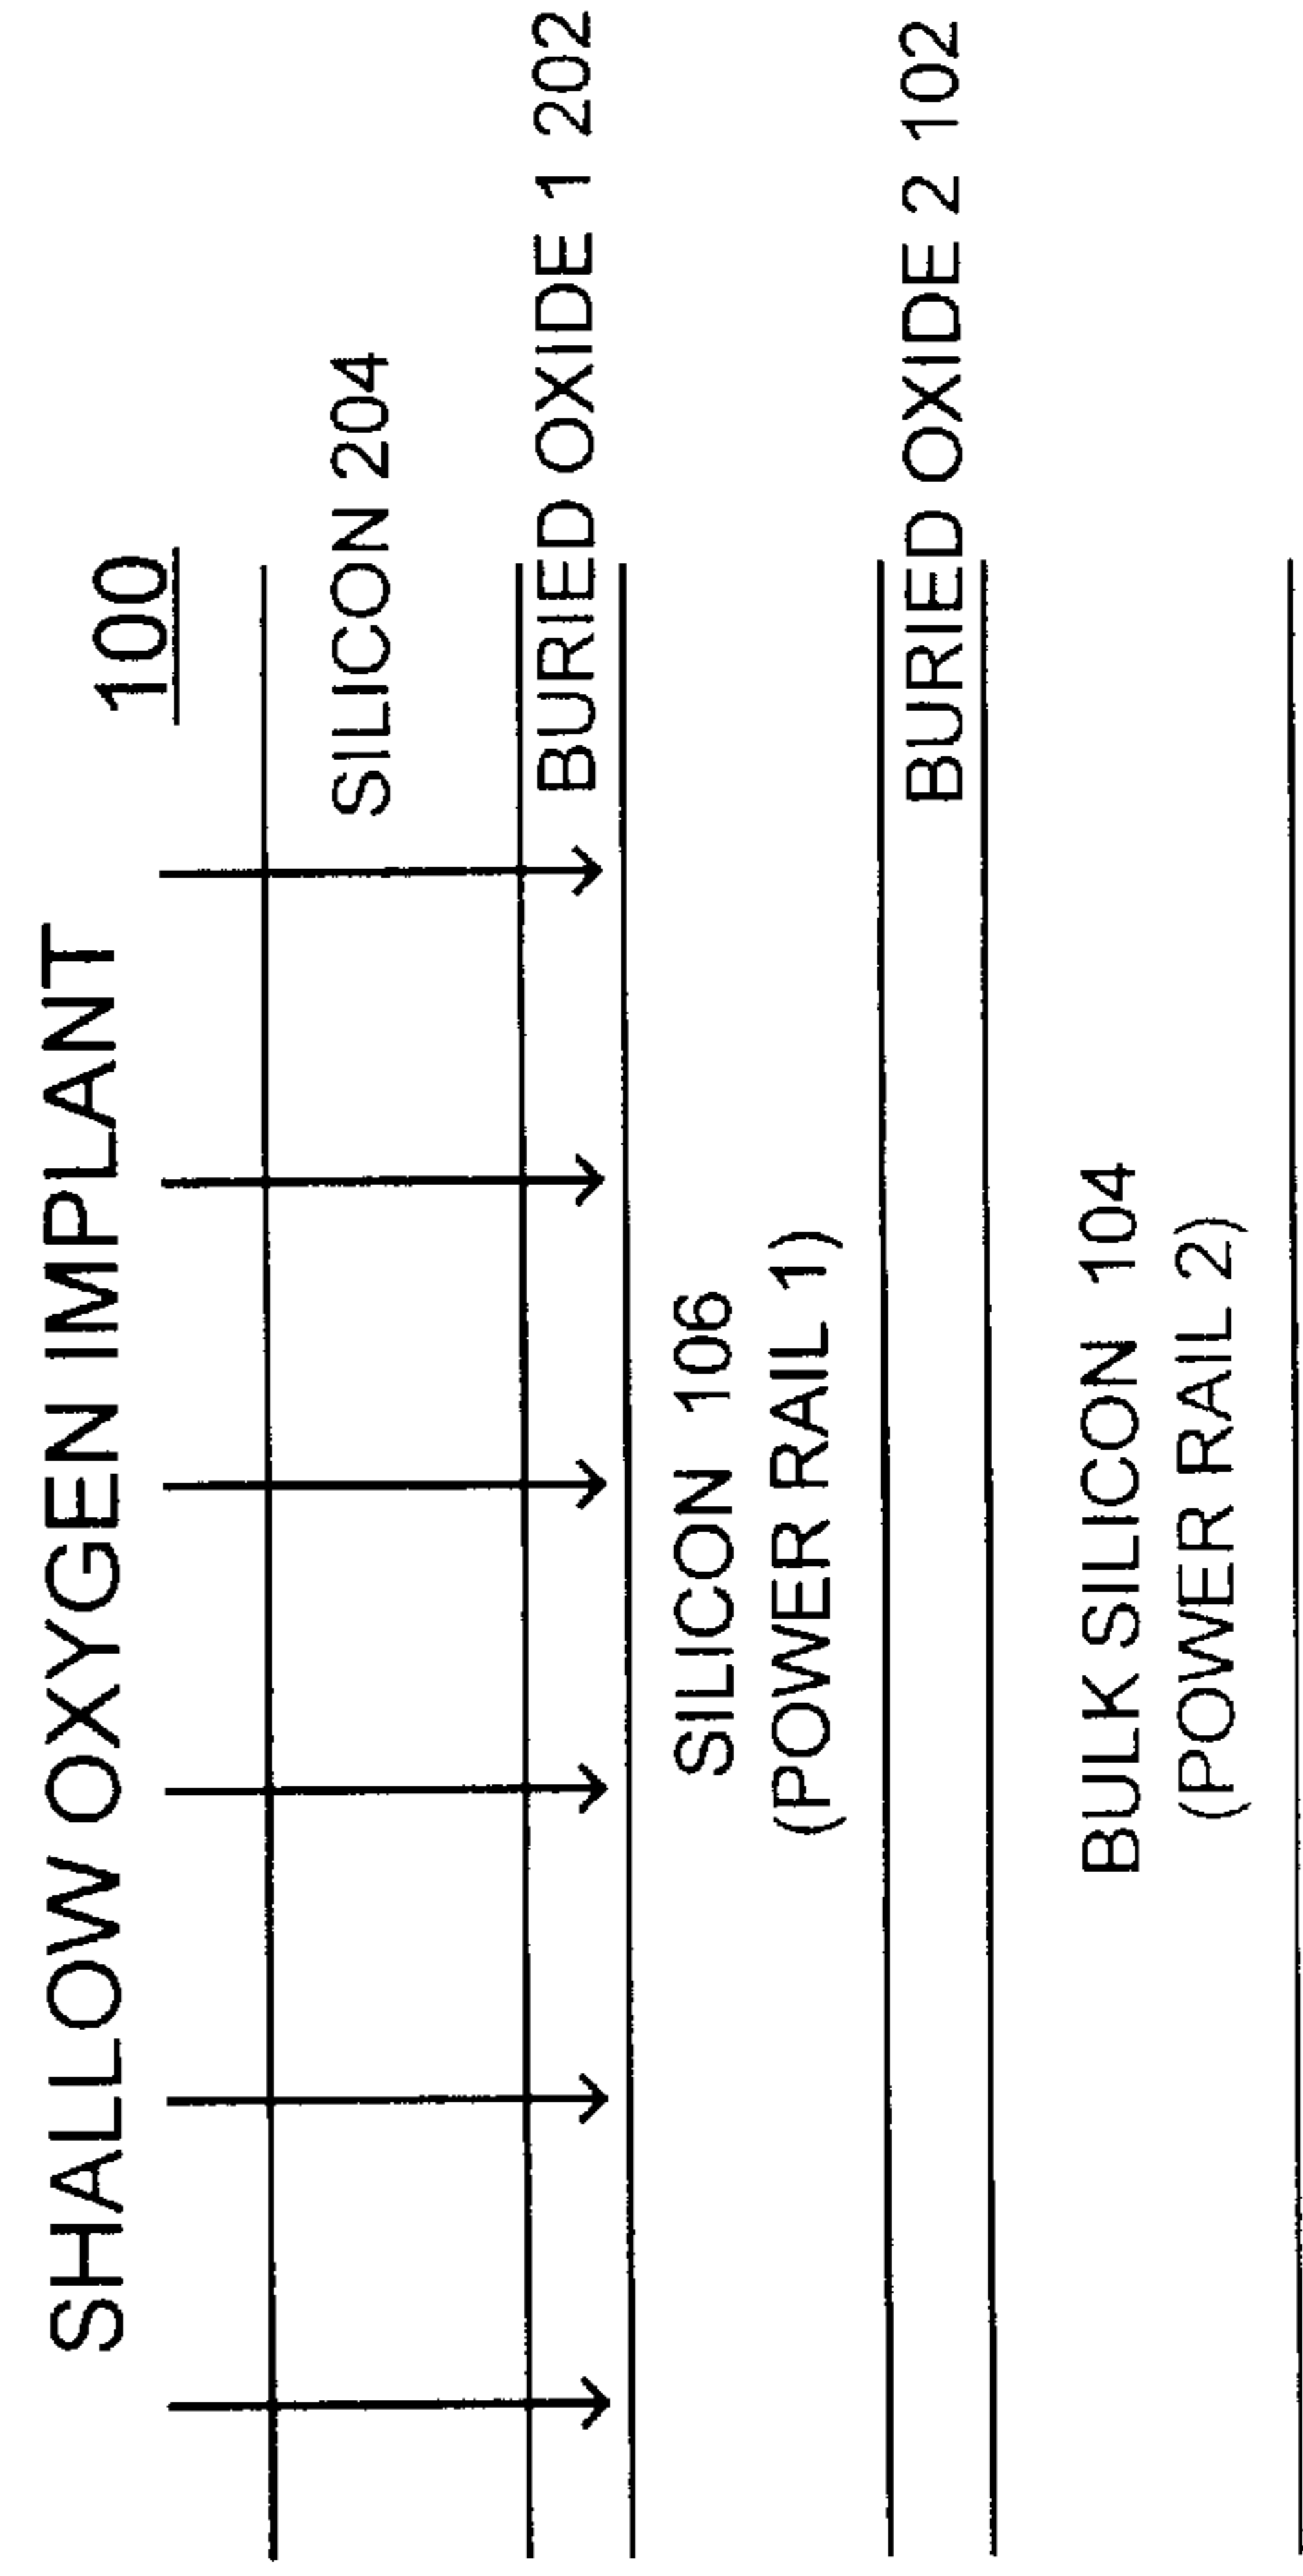 SHALLOW OXYGEN IMPLANT
100
SILICON 204
BURIED OXIDE 1 202
SILICON 106
(POWER RAIL 1)
BURIED OXIDE 2 102
BULK SILICON 104
(POWER RAIL 2)